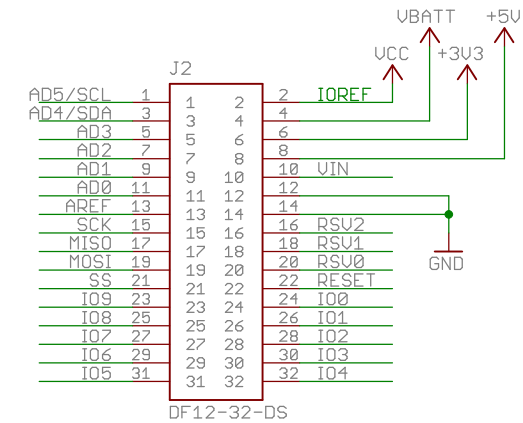 VBATT +5V
VCC +3V3
J2
AD5/SCL 1 1 2 2 IOREF
AD4/SDA 3 3 4 4
AD3 5 5 6 6
AD2 7 7 8 8
AD1 9 9 10 10 VIN
AD0 11 11 12 12
AREF 13 13 14 14
SCK 15 15 16 16 RSV2
MISO 17 17 18 18 RSV1
MOSI 19 19 20 20 RSV0
SS 21 21 22 22 RESET
IO9 23 23 24 24 IO0
IO8 25 25 26 26 IO1
IO7 27 27 28 28 IO2
IO6 29 29 30 30 IO3
IO5 31 31 32 32 IO4
GND
DF12-32-DS